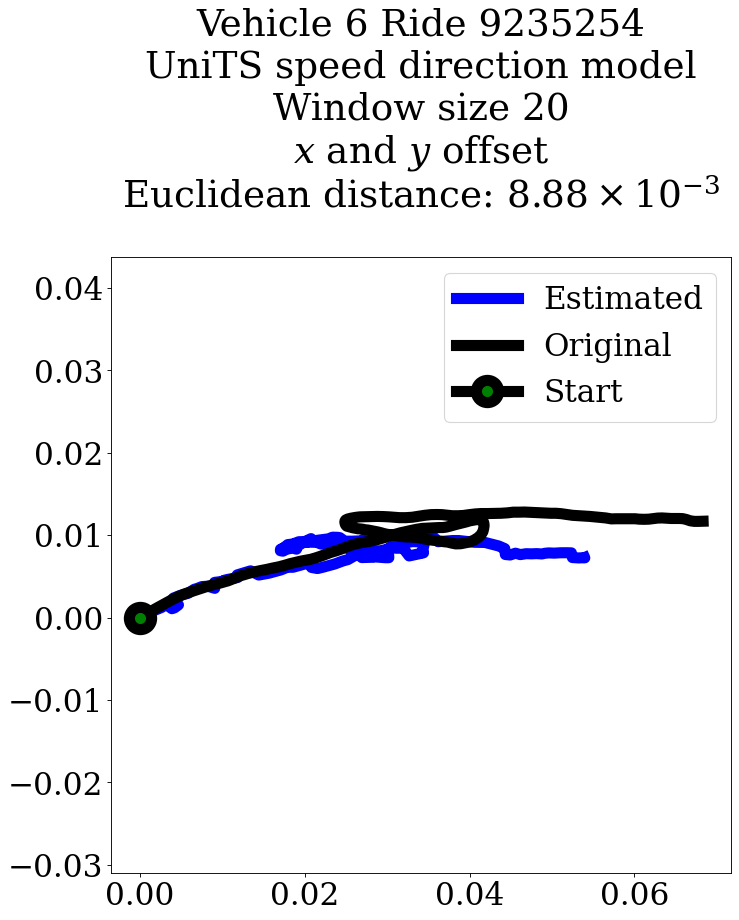 Vehicle 6 Ride 9235254
UniTS speed direction model
Window size 20
x and y offset
Euclidean distance: 8.88 × 10⁻³
Estimated
Original
Start
0.04
0.03
0.02
0.01
0.00
−0.01
−0.02
−0.03
0.00 0.02 0.04 0.06